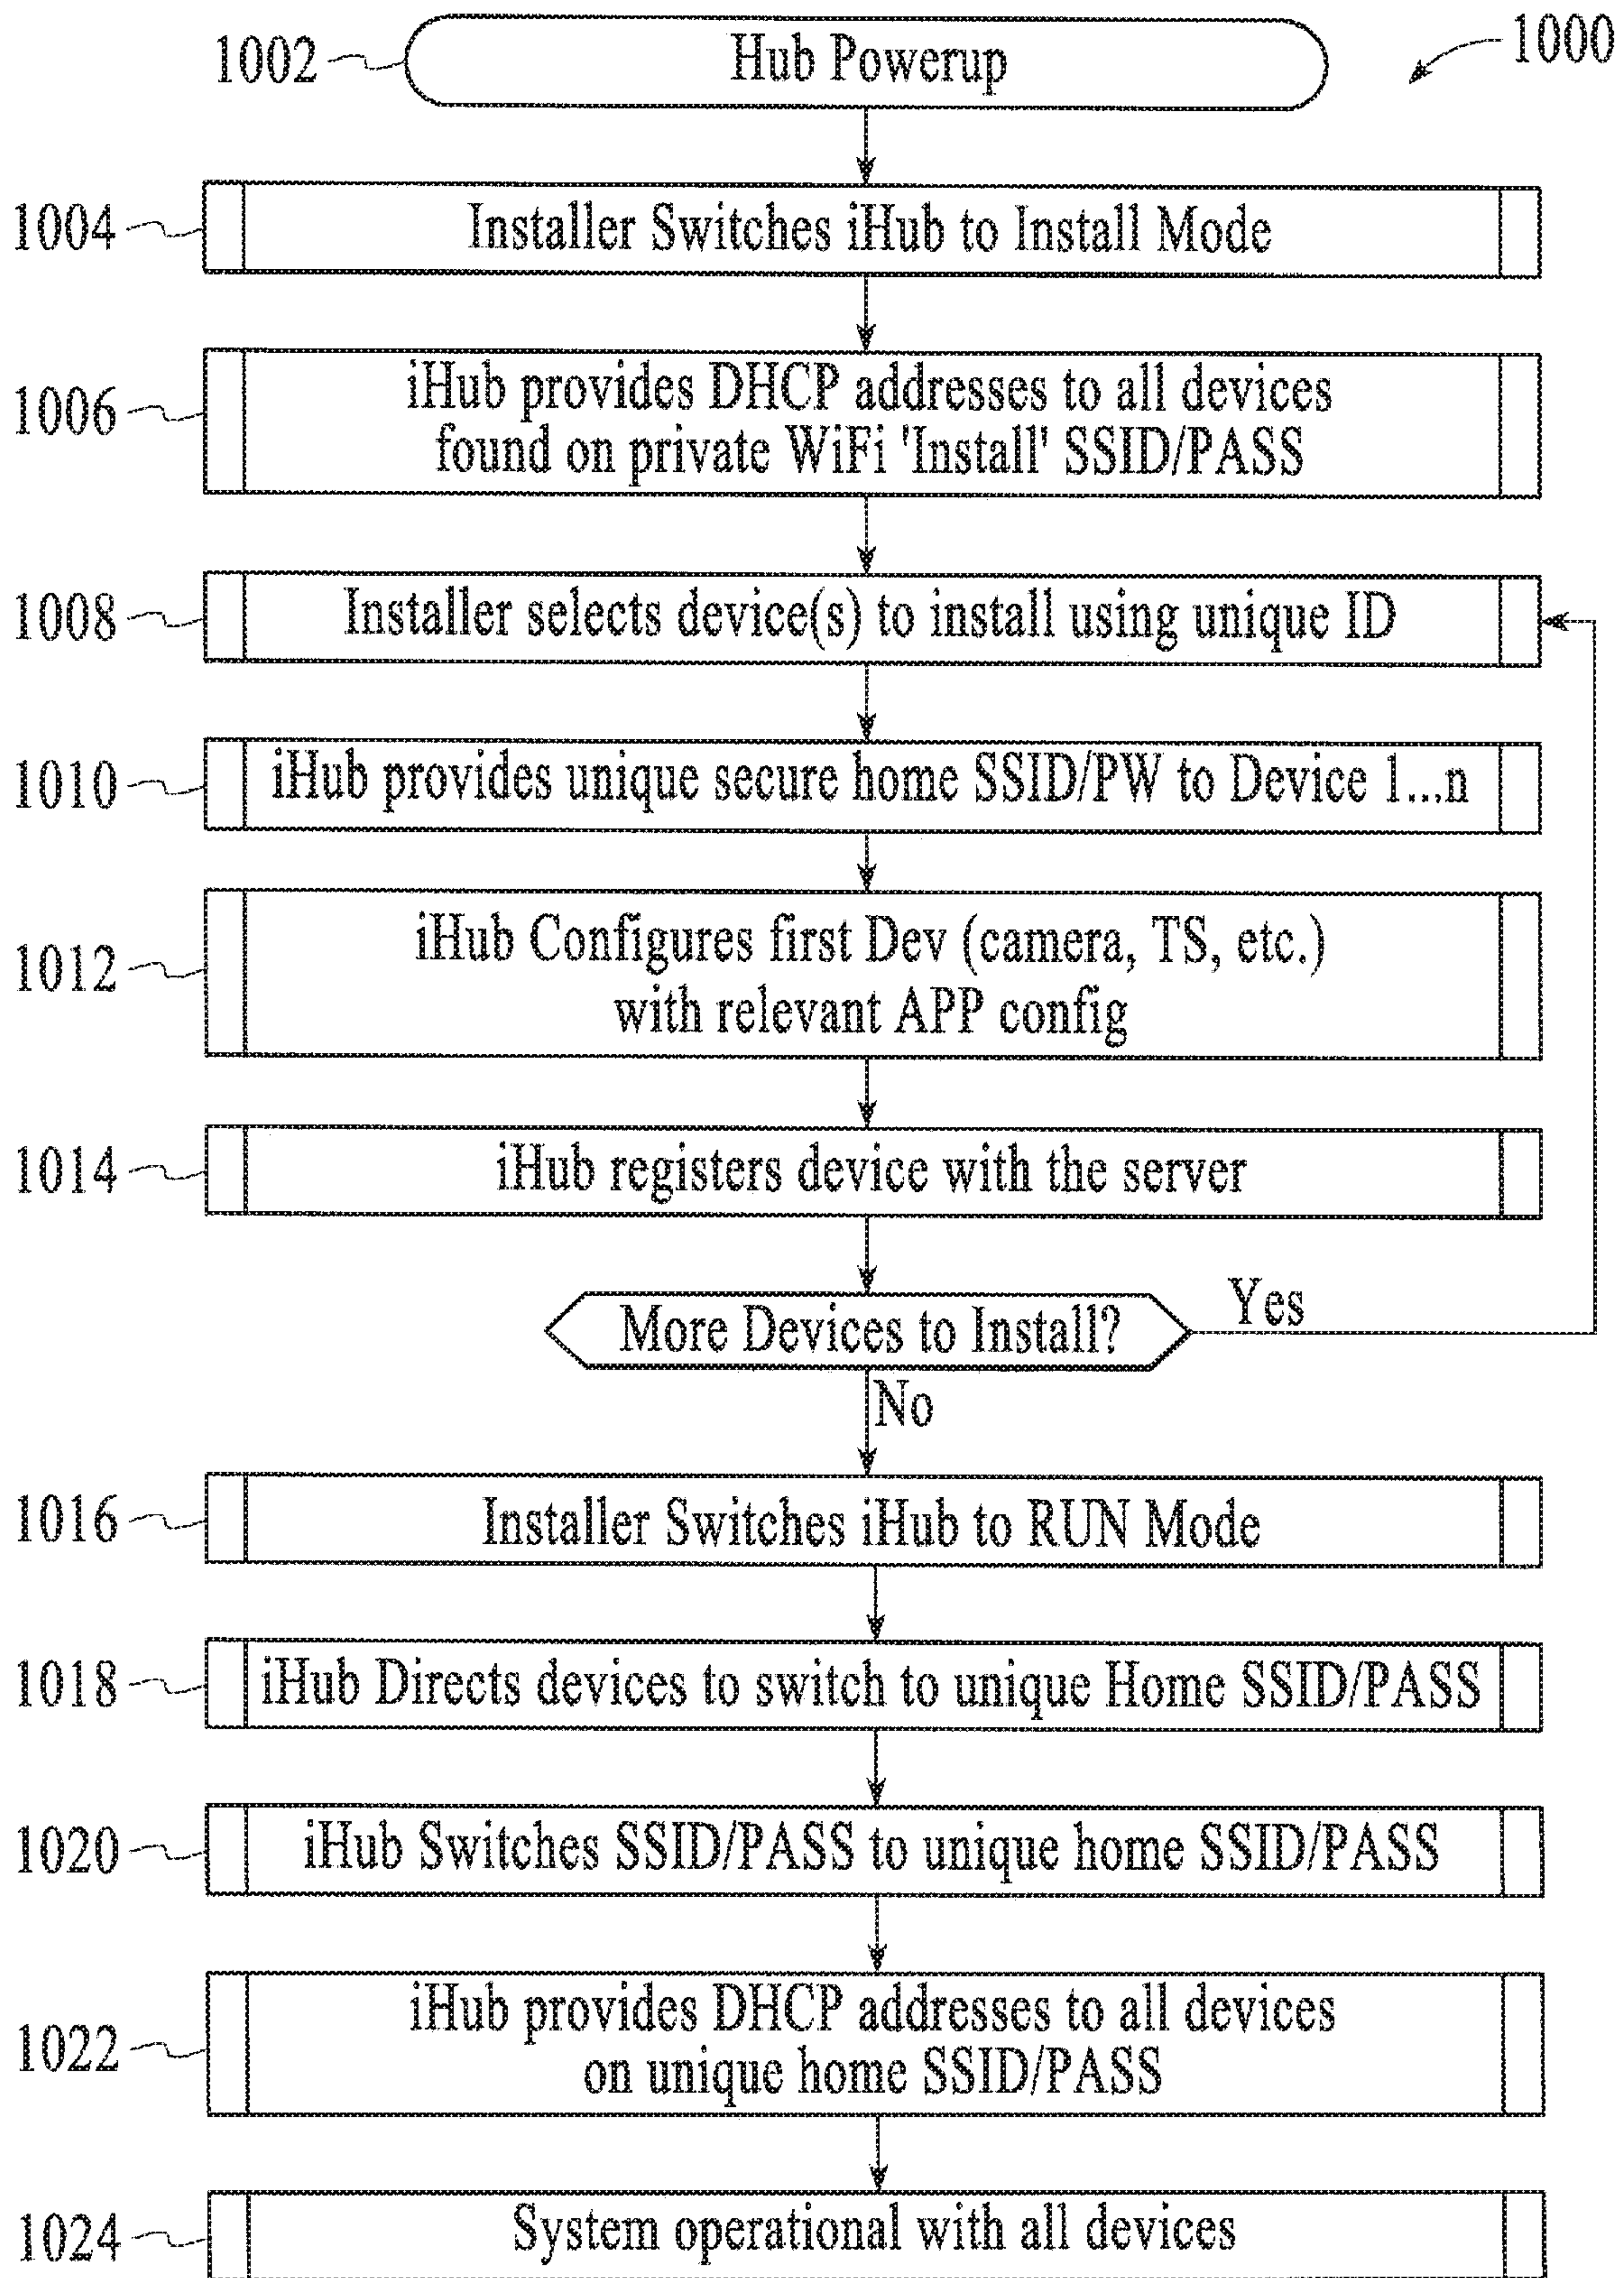 1000
1002
Hub Powerup
1004
Installer Switches iHub to Install Mode
1006
iHub provides DHCP addresses to all devices
found on private WiFi 'Install' SSID/PASS
1008
Installer selects device(s) to install using unique ID
1010
iHub provides unique secure home SSID/PW to Device 1...n
1012
iHub Configures first Dev (camera, TS, etc.)
with relevant APP config
1014
iHub registers device with the server
More Devices to Install?
Yes
No
1016
Installer Switches iHub to RUN Mode
1018
iHub Directs devices to switch to unique Home SSID/PASS
1020
iHub Switches SSID/PASS to unique home SSID/PASS
1022
iHub provides DHCP addresses to all devices
on unique home SSID/PASS
1024
System operational with all devices